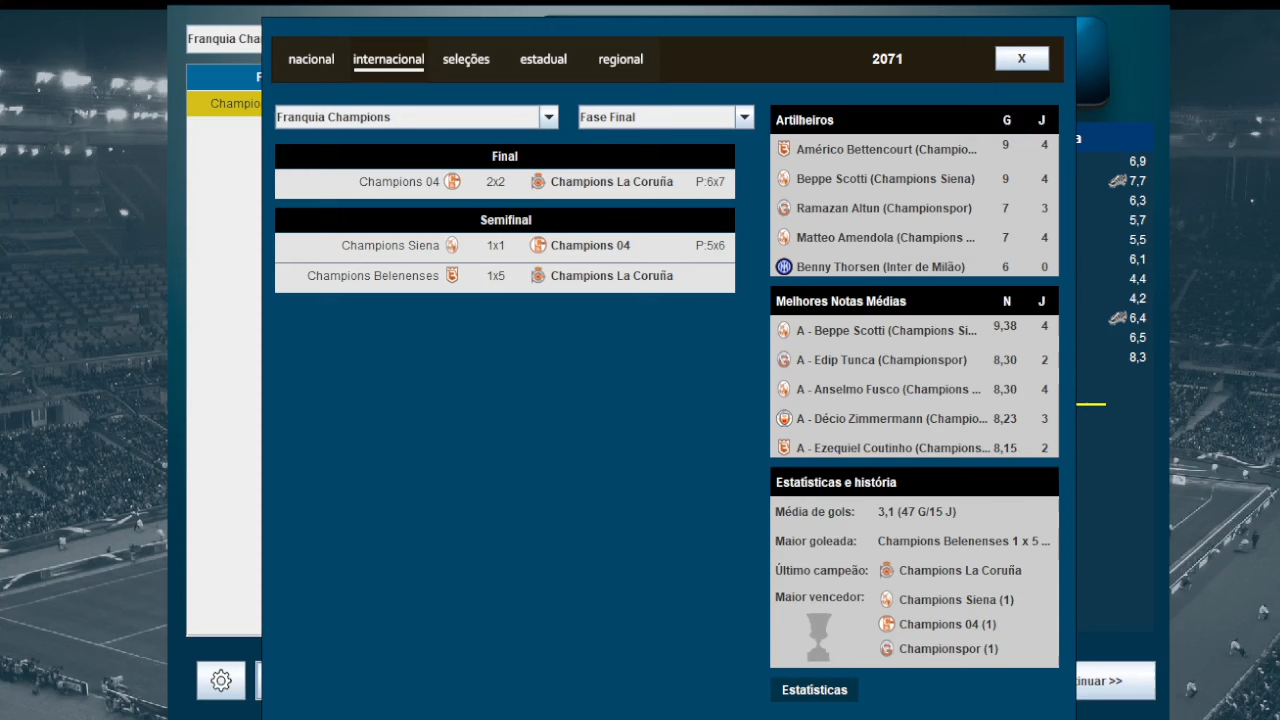 Franquia Cha
F
Champio
nacional internacional seleções estadual regional 2071 X
Franquia Champions Fase Final
Final
Champions 04 2x2 Champions La Coruña P:6x7
Semifinal
Champions Siena 1x1 Champions 04 P:5x6
Champions Belenenses 1x5 Champions La Coruña
Artilheiros G J
Américo Bettencourt (Champio... 9 4
Beppe Scotti (Champions Siena) 9 4
Ramazan Altun (Championspor) 7 3
Matteo Amendola (Champions ... 7 4
Benny Thorsen (Inter de Milão) 6 0
Melhores Notas Médias N J
A - Beppe Scotti (Champions Si... 9,38 4
A - Edip Tunca (Championspor) 8,30 2
A - Anselmo Fusco (Champions ... 8,30 4
A - Décio Zimmermann (Champio... 8,23 3
A - Ezequiel Coutinho (Champions... 8,15 2
Estatísticas e história
Média de gols: 3,1 (47 G/15 J)
Maior goleada: Champions Belenenses 1 x 5 ...
Último campeão: Champions La Coruña
Maior vencedor: Champions Siena (1)
Champions 04 (1)
Championspor (1)
Estatísticas
a
6,9
7,7
6,3
5,7
5,5
6,1
4,4
4,2
6,4
6,5
8,3
tinuar >>